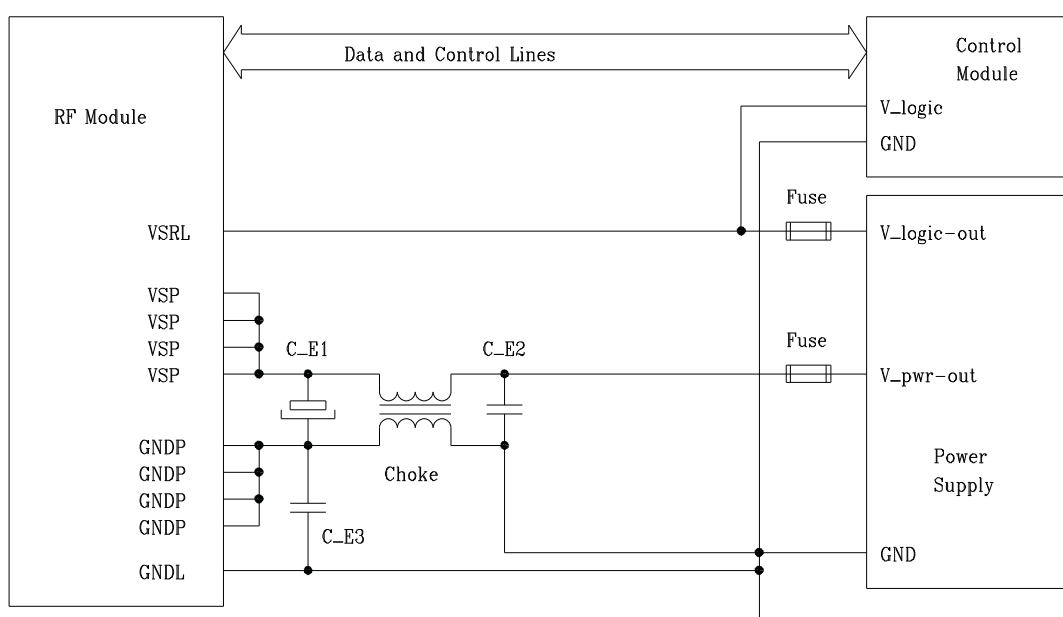 Data and Control Lines
Control
Module
RF Module
V_logic
GND
Fuse
VSRL
V_logic-out
VSP
VSP
VSP
VSP
C_E1
C_E2
Fuse
V_pwr-out
GNDP
GNDP
GNDP
GNDP
Choke
Power
Supply
C_E3
GND
GNDL